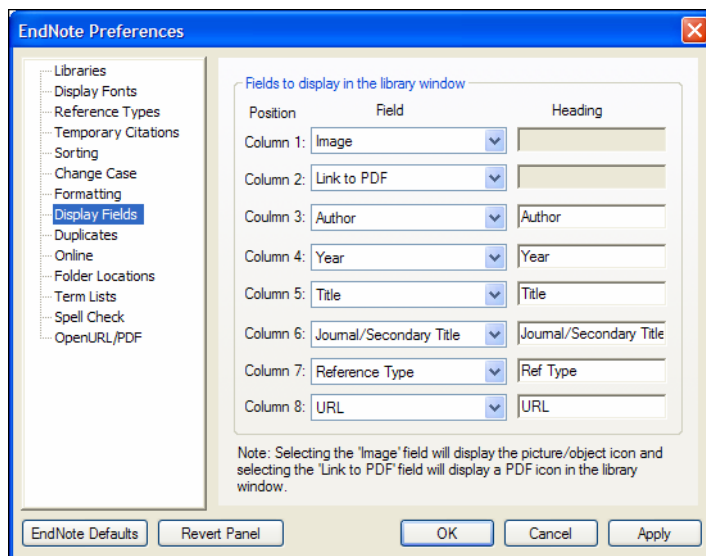 EndNote Preferences
Libraries
Display Fonts
Reference Types
Temporary Citations
Sorting
Change Case
Formatting
Display Fields
Duplicates
Online
Folder Locations
Term Lists
Spell Check
OpenURL/PDF
Fields to display in the library window
Position Field Heading
Column 1: Image
Column 2: Link to PDF
Coulmn 3: Author Author
Column 4: Year Year
Column 5: Title Title
Column 6: Journal/Secondary Title Journal/Secondary Title
Column 7: Reference Type Ref Type
Column 8: URL URL
Note: Selecting the 'Image' field will display the picture/object icon and
selecting the 'Link to PDF' field will display a PDF icon in the library
window.
EndNote Defaults Revert Panel OK Cancel Apply